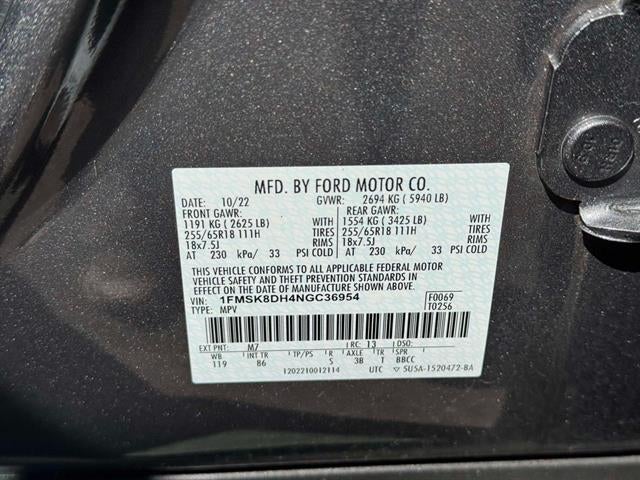 MFD. BY FORD MOTOR CO.
DATE: 10/22 GVWR: 2694 KG ( 5940 LB)
FRONT GAWR: REAR GAWR:
1191 KG ( 2625 LB) WITH 1554 KG ( 3425 LB) WITH
255/65R18 111H TIRES 255/65R18 111H TIRES
18x7.5J RIMS 18x7.5J RIMS
AT 230 kPa/ 33 PSI COLD AT 230 kPa/ 33 PSI COLD
THIS VEHICLE CONFORMS TO ALL APPLICABLE FEDERAL MOTOR
VEHICLE SAFETY AND THEFT PREVENTION STANDARDS IN EFFECT ON THE
DATE OF MANUFACTURE SHOWN ABOVE.
VIN: 1FMSK8DH4NGC36954 F0069
TYPE: MPV T0256
EXT PNT: M7 RC: 13 DSO:
WB INT TR TP/PS R AXLE TR SPR
119 86 S 3B T BBCC
1202210012114 UTC ▽ 5U5A-1520472-BA